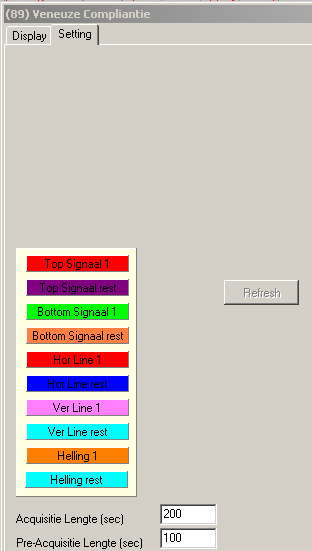 (89) Veneuze Compliantie
Display Setting
Top Signaal 1
Top Signaal rest
Refresh
Bottom Signaal 1
Bottom Signaal rest
Hor Line 1
Hor Line rest
Ver Line 1
Ver Line rest
Helling 1
Helling rest
Acquisitie Lengte (sec) 200
Pre-Acquisitie Lengte (sec) 100